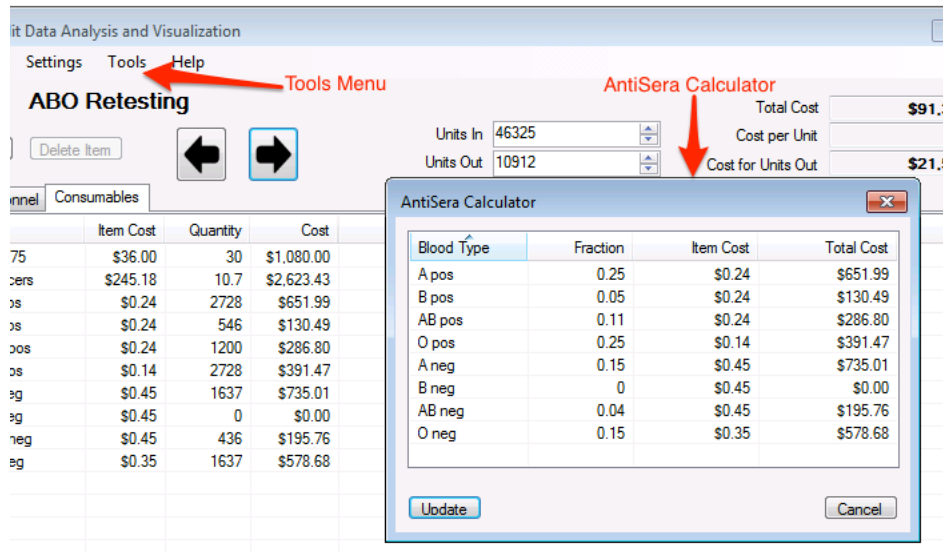 it Data Analysis and Visualization
Settings Tools Help
Tools Menu
AntiSera Calculator
ABO Retesting
Total Cost $91.
Delete Item
Units In 46325
Cost per Unit
Units Out 10912
Cost for Units Out $21.5
nnel Consumables
Item Cost Quantity Cost
75 $36.00 30 $1,080.00
cers $245.18 10.7 $2,623.43
os $0.24 2728 $651.99
os $0.24 546 $130.49
pos $0.24 1200 $286.80
os $0.14 2728 $391.47
eg $0.45 1637 $735.01
eg $0.45 0 $0.00
neg $0.45 436 $195.76
eg $0.35 1637 $578.68
AntiSera Calculator
Blood Type Fraction Item Cost Total Cost
A pos 0.25 $0.24 $651.99
B pos 0.05 $0.24 $130.49
AB pos 0.11 $0.24 $286.80
O pos 0.25 $0.14 $391.47
A neg 0.15 $0.45 $735.01
B neg 0 $0.45 $0.00
AB neg 0.04 $0.45 $195.76
O neg 0.15 $0.35 $578.68
Update Cancel